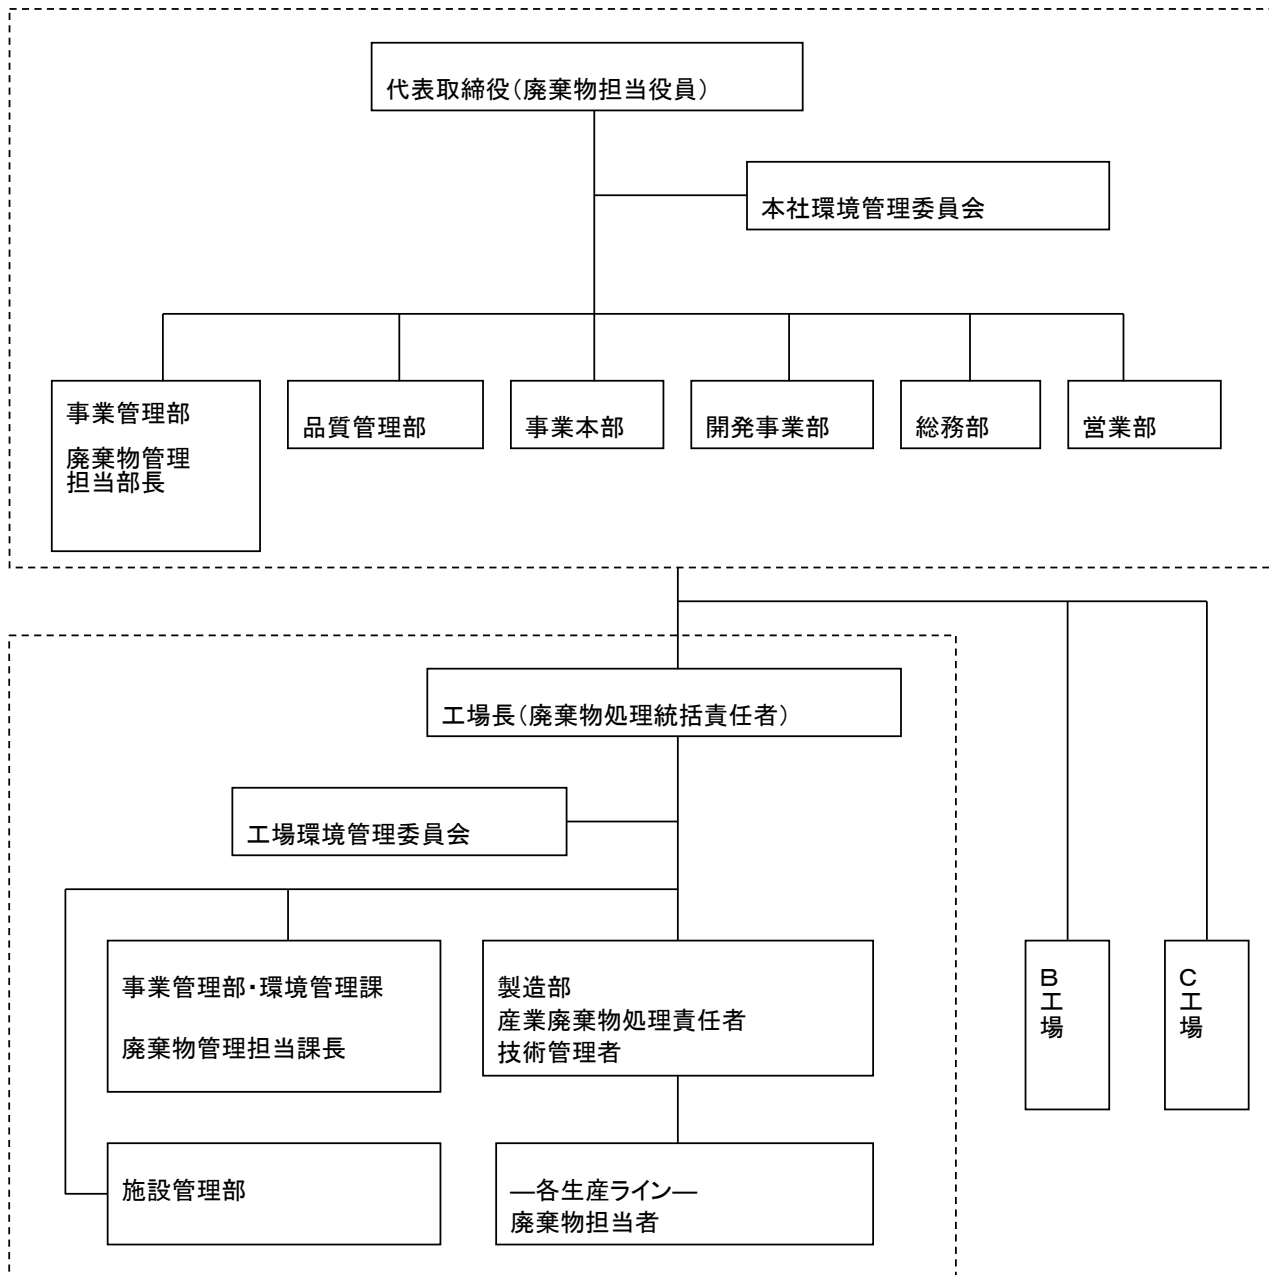 代表取締役（廃棄物担当役員）
本社環境管理委員会
事業管理部
廃棄物管理
担当部長
品質管理部
事業本部
開発事業部
総務部
営業部
工場長（廃棄物処理統括責任者）
工場環境管理委員会
事業管理部・環境管理課
廃棄物管理担当課長
製造部
産業廃棄物処理責任者
技術管理者
B工場
C工場
施設管理部
―各生産ライン―
廃棄物担当者